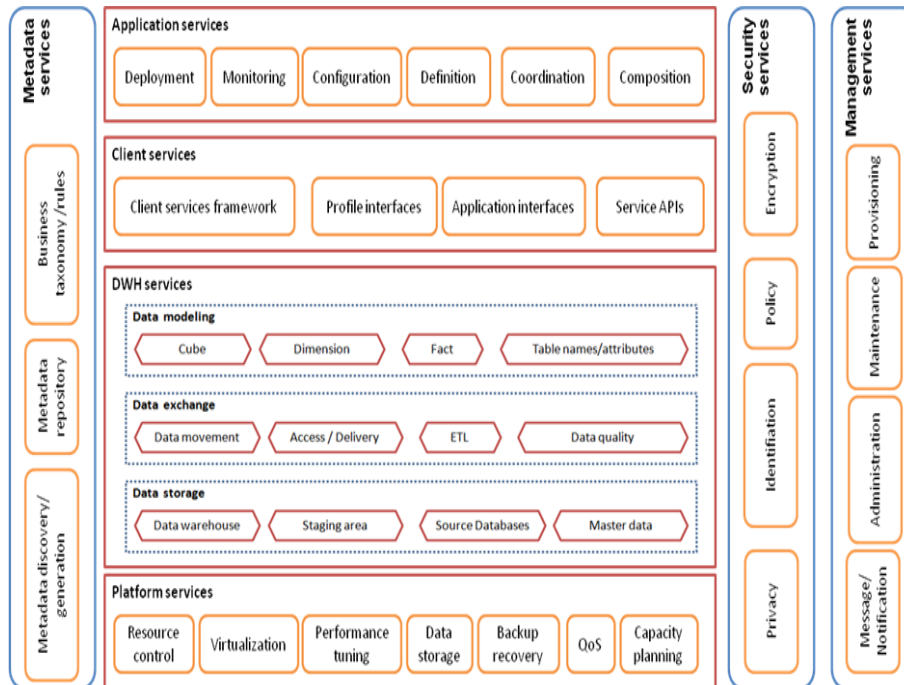 Metadata
services
Business
taxonomy /rules
Metadata
repository
Metadata discovery/
generation
Application services
Deployment
Monitoring
Configuration
Definition
Coordination
Composition
Client services
Client services framework
Profile interfaces
Application interfaces
Service APIs
DWH services
Data modeling
Cube
Dimension
Fact
Table names/attributes
Data exchange
Data movement
Access / Delivery
ETL
Data quality
Data storage
Data warehouse
Staging area
Source Databases
Master data
Platform services
Resource
control
Virtualization
Performance
tuning
Data
storage
Backup
recovery
QoS
Capacity
planning
Security
services
Encryption
Policy
Identifiation
Privacy
Management
services
Provisioning
Maintenance
Administration
Message/
Notification